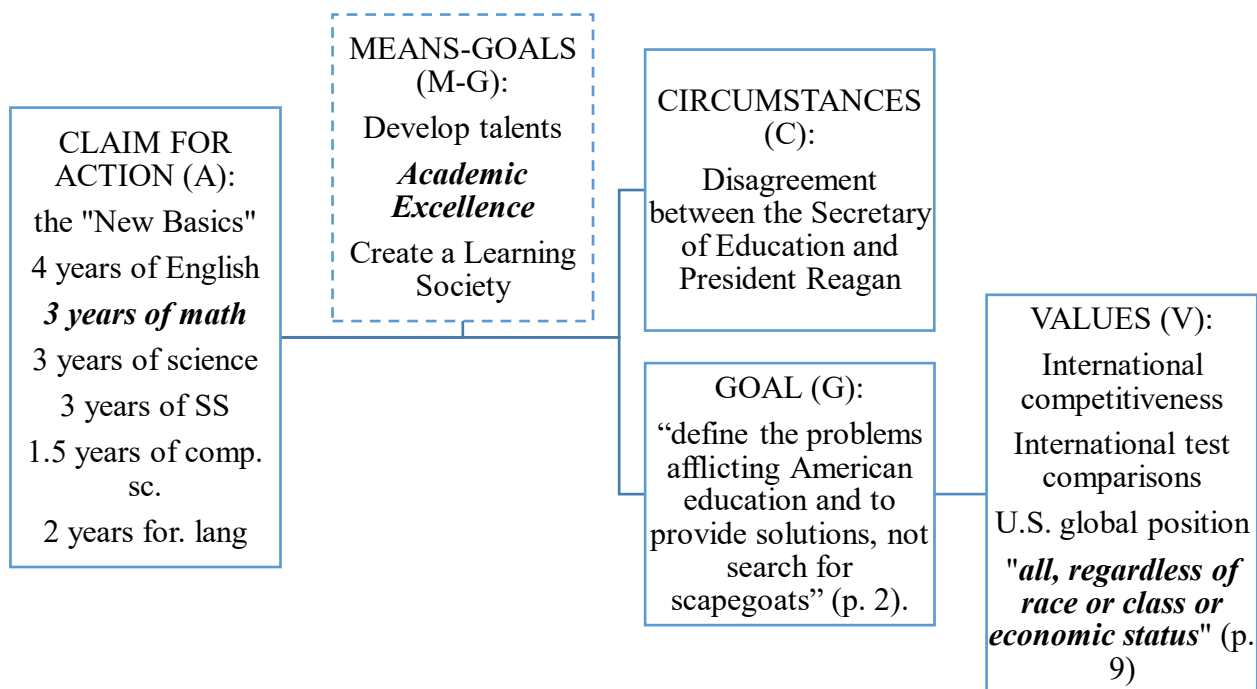 CLAIM FOR
ACTION (A):
the "New Basics"
4 years of English
3 years of math
3 years of science
3 years of SS
1.5 years of comp.
sc.
2 years for. lang
MEANS-GOALS
(M-G):
Develop talents
Academic
Excellence
Create a Learning
Society
CIRCUMSTANCES
(C):
Disagreement
between the Secretary
of Education and
President Reagan
GOAL (G):
“define the problems
afflicting American
education and to
provide solutions, not
search for
scapegoats” (p. 2).
VALUES (V):
International
competitiveness
International test
comparisons
U.S. global position
"all, regardless of
race or class or
economic status" (p.
9)